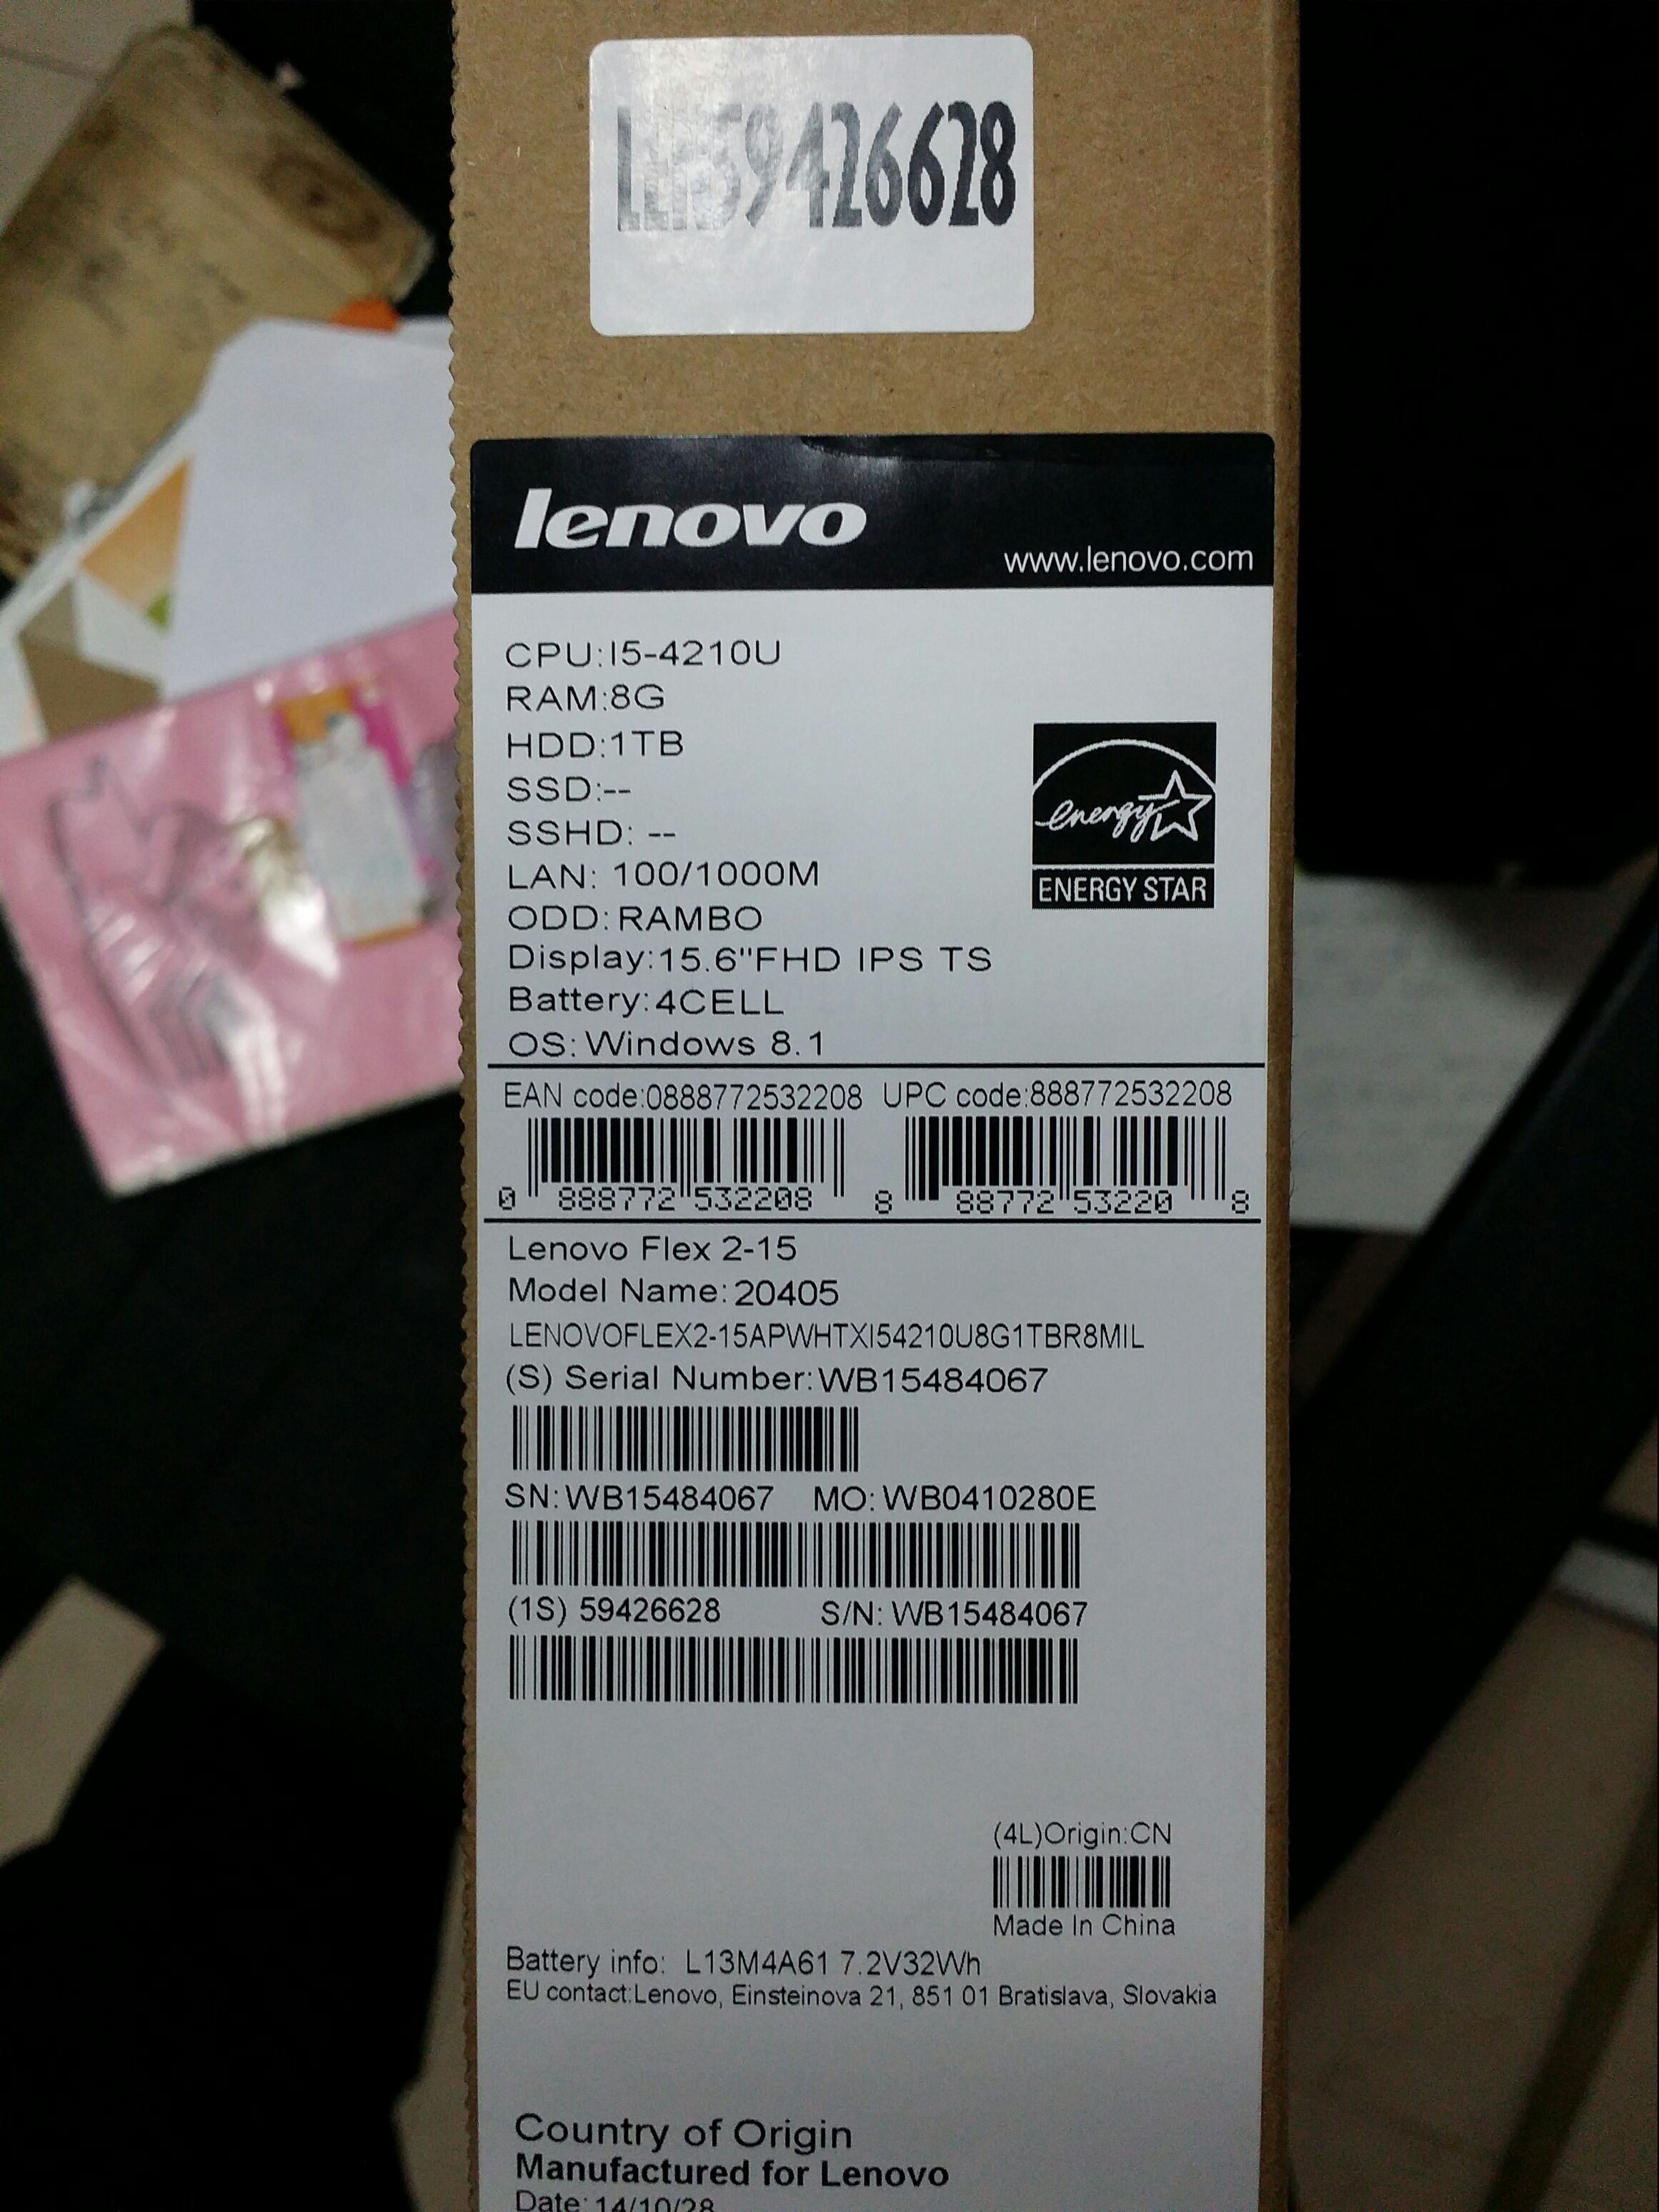 59426628
lenovo
www.lenovo.com
CPU:I5-4210U
RAM:8G
HDD:1TB
SSD:--
SSHD: --
LAN: 100/1000M
ODD:RAMBO
Display:15.6"FHD IPS TS
Battery:4CELL
OS:Windows 8.1
energy
ENERGY STAR
EAN code:0888772532208 UPC code:888772532208
0 888772 532208 8 88772 53220 8
Lenovo Flex 2-15
Model Name:20405
LENOVOFLEX2-15APWHTXI54210U8G1TBR8MIL
(S) Serial Number:WB15484067
SN:WB15484067 MO:WB0410280E
(1S) 59426628 S/N: WB15484067
(4L)Origin:CN
Made In China
Battery info: L13M4A61 7.2V32Wh
EU contact:Lenovo, Einsteinova 21, 851 01 Bratislava, Slovakia
Country of Origin
Manufactured for Lenovo
Date:14/10/28